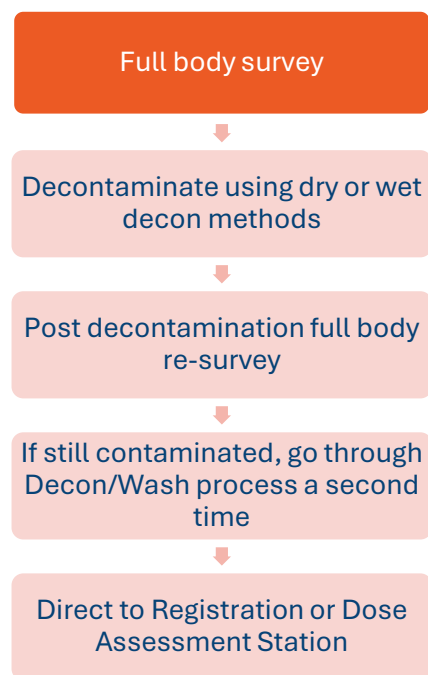 Full body survey
Decontaminate using dry or wet
decon methods
Post decontamination full body
re-survey
If still contaminated, go through
Decon/Wash process a second
time
Direct to Registration or Dose
Assessment Station